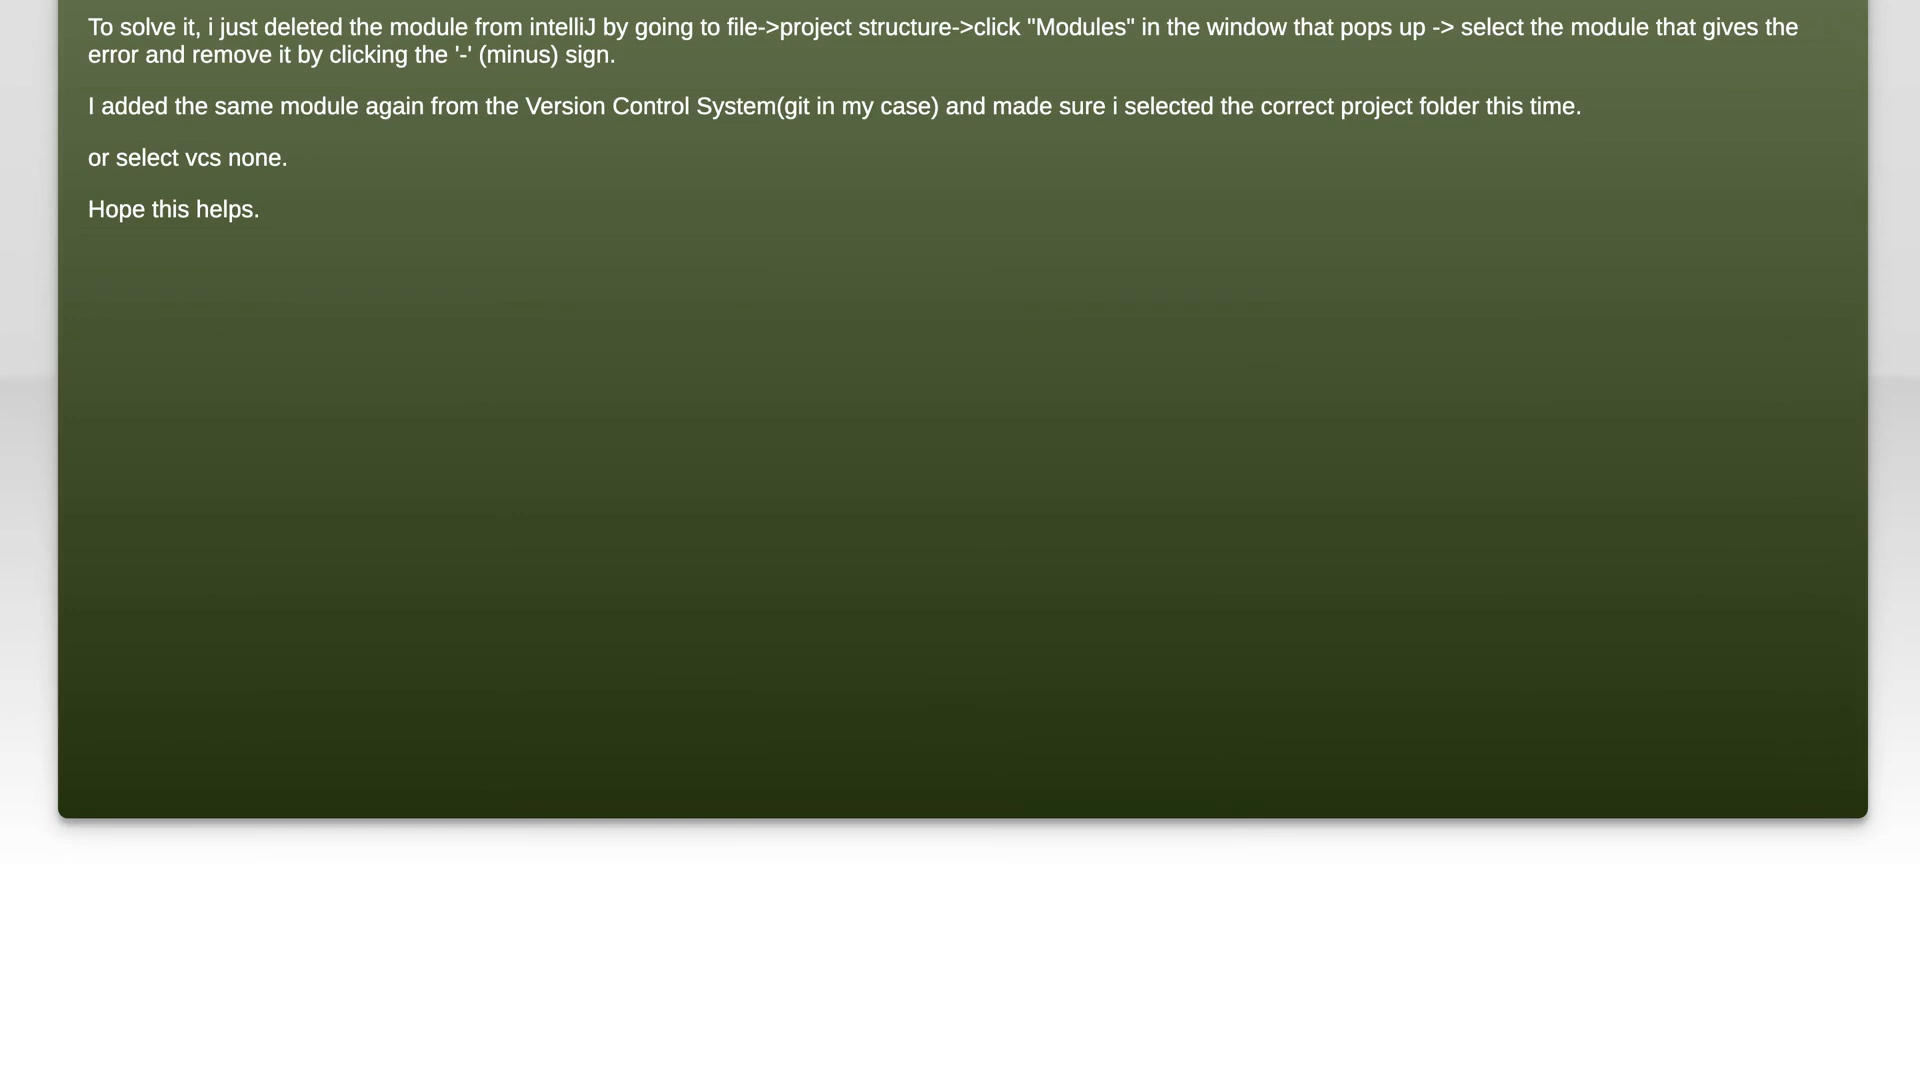 To solve it, i just deleted the module from intelliJ by going to file->project structure->click "Modules" in the window that pops up -> select the module that gives the
error and remove it by clicking the '-' (minus) sign.
I added the same module again from the Version Control System(git in my case) and made sure i selected the correct project folder this time.
or select vcs none.
Hope this helps.